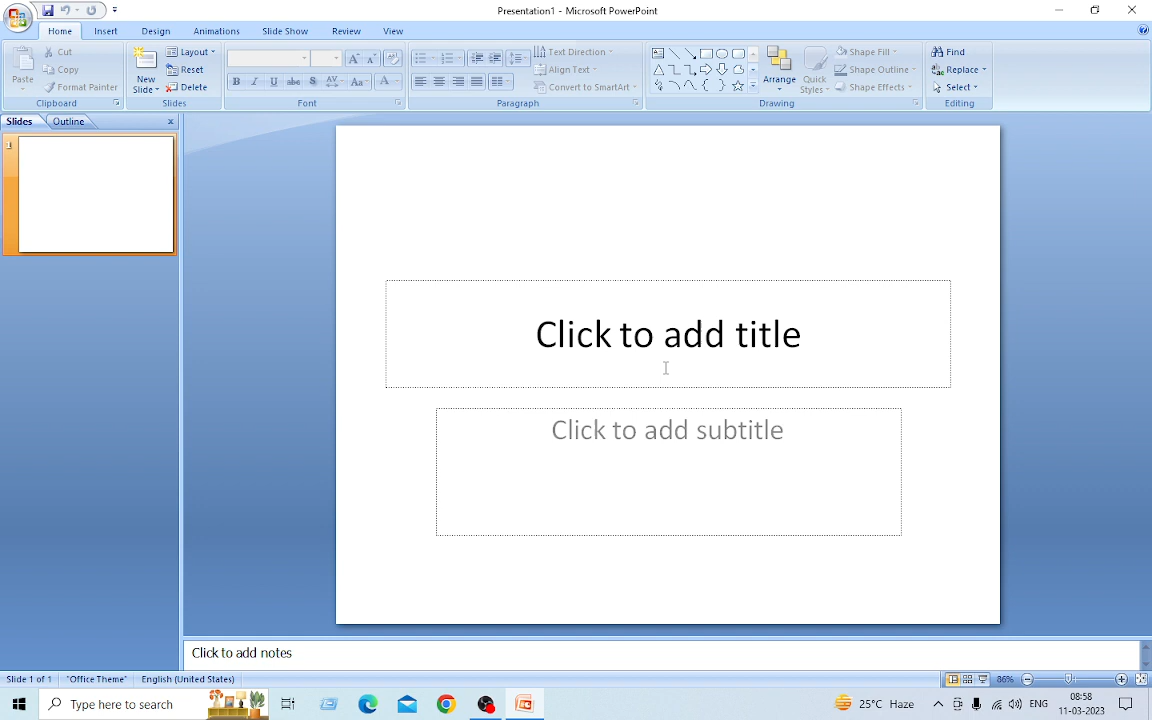 Presentation1 - Microsoft PowerPoint
Home Insert Design Animations Slide Show Review View
Paste
Cut
Copy
Format Painter
Clipboard
New Slide
Layout
Reset
Delete
Slides
B I U abc S AV Aa A
Font
Text Direction
Align Text
Convert to SmartArt
Paragraph
Arrange
Quick Styles
Shape Fill
Shape Outline
Shape Effects
Drawing
Find
Replace
Select
Editing
Slides Outline
1
Click to add title
Click to add subtitle
Click to add notes
Slide 1 of 1 "Office Theme" English (United States) 86%
Type here to search
25°C Haze
ENG
08:58
11-03-2023